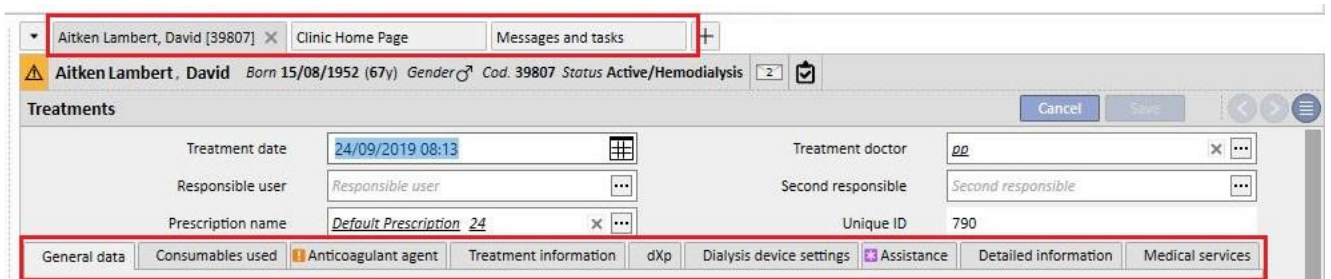 Aitken Lambert, David [39807] Clinic Home Page Messages and tasks
Aitken Lambert, David Born 15/08/1952 (67y) Gender Cod. 39807 Status Active/Hemodialysis 2
Treatments Cancel Save
Treatment date 24/09/2019 08:13 Treatment doctor pp
Responsible user Responsible user Second responsible Second responsible
Prescription name Default Prescription 24 Unique ID 790
General data Consumables used Anticoagulant agent Treatment information dXp Dialysis device settings Assistance Detailed information Medical services